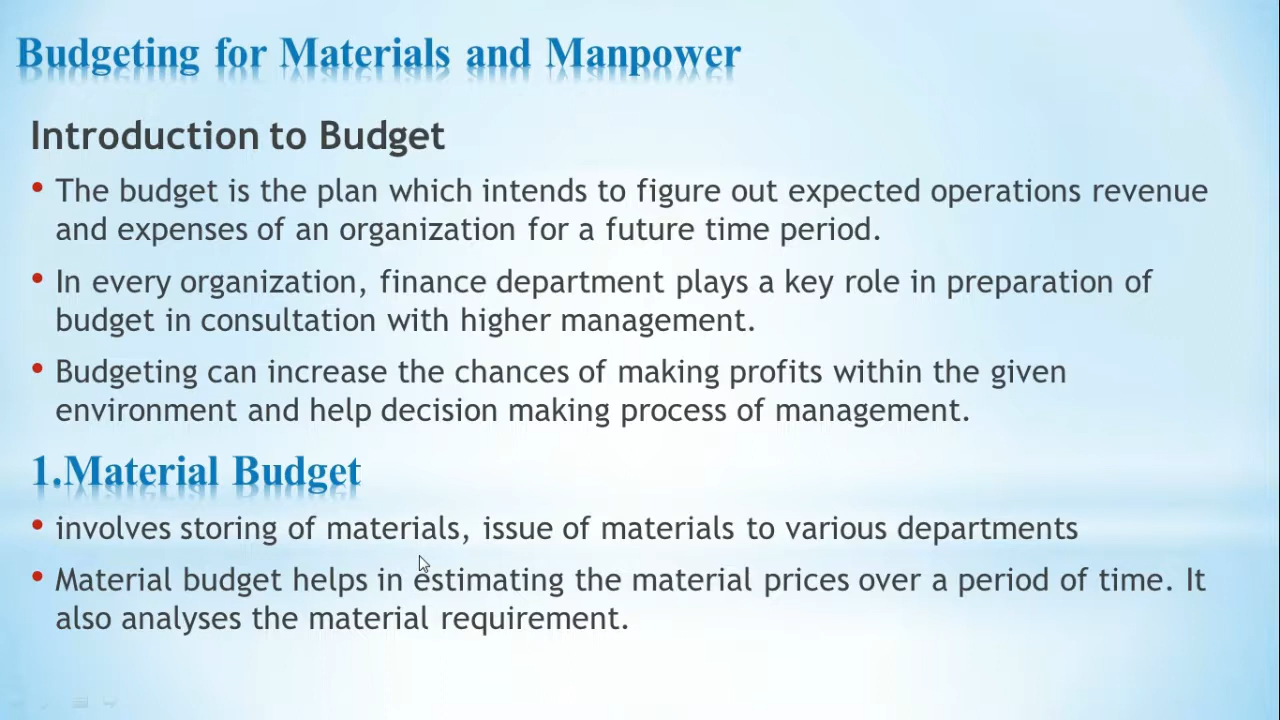 Budgeting for Materials and Manpower
Introduction to Budget
• The budget is the plan which intends to figure out expected operations revenue
and expenses of an organization for a future time period.
• In every organization, finance department plays a key role in preparation of
budget in consultation with higher management.
• Budgeting can increase the chances of making profits within the given
environment and help decision making process of management.
1.Material Budget
• involves storing of materials, issue of materials to various departments
• Material budget helps in estimating the material prices over a period of time. It
also analyses the material requirement.